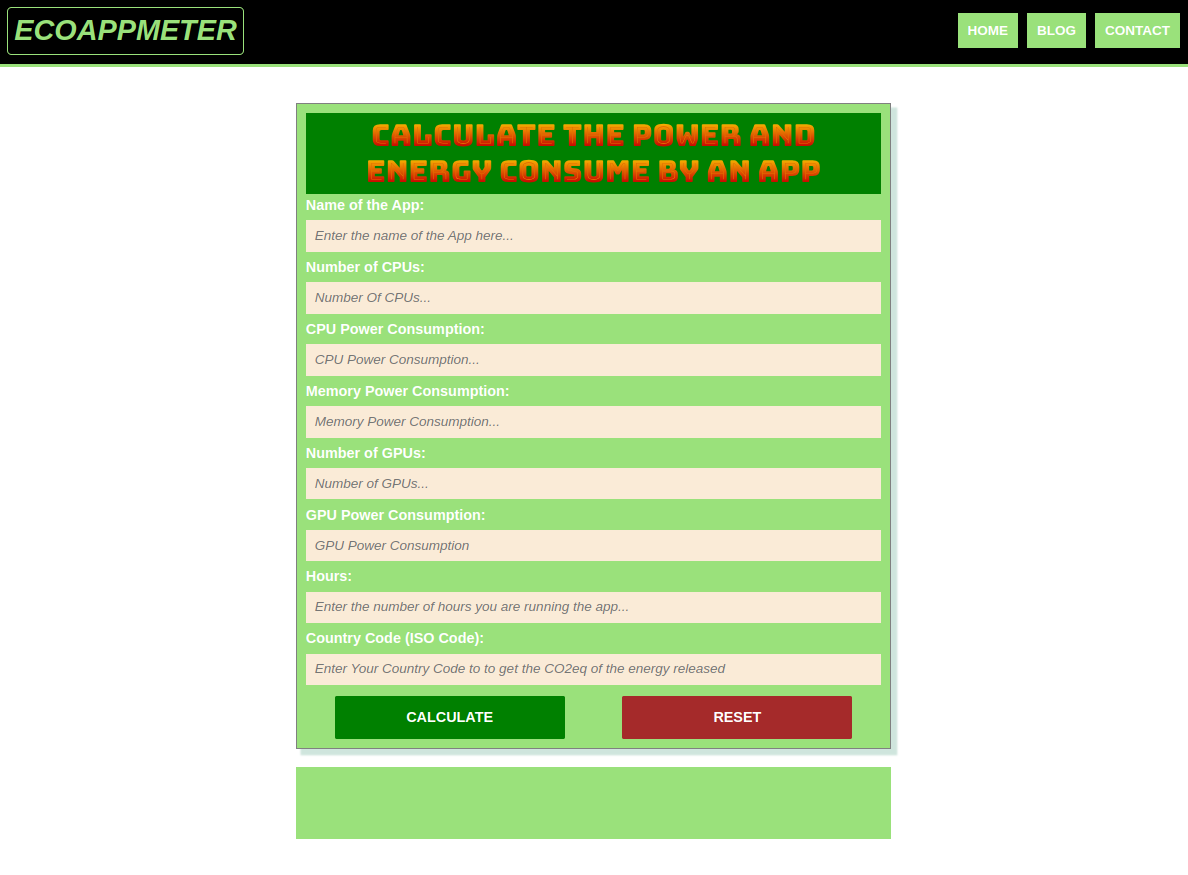 ECOAPPMETER
HOME BLOG CONTACT
CALCULATE THE POWER AND
ENERGY CONSUME BY AN APP
Name of the App:
Enter the name of the App here...
Number of CPUs:
Number Of CPUs...
CPU Power Consumption:
CPU Power Consumption...
Memory Power Consumption:
Memory Power Consumption...
Number of GPUs:
Number of GPUs...
GPU Power Consumption:
GPU Power Consumption
Hours:
Enter the number of hours you are running the app...
Country Code (ISO Code):
Enter Your Country Code to to get the CO2eq of the energy released
CALCULATE RESET